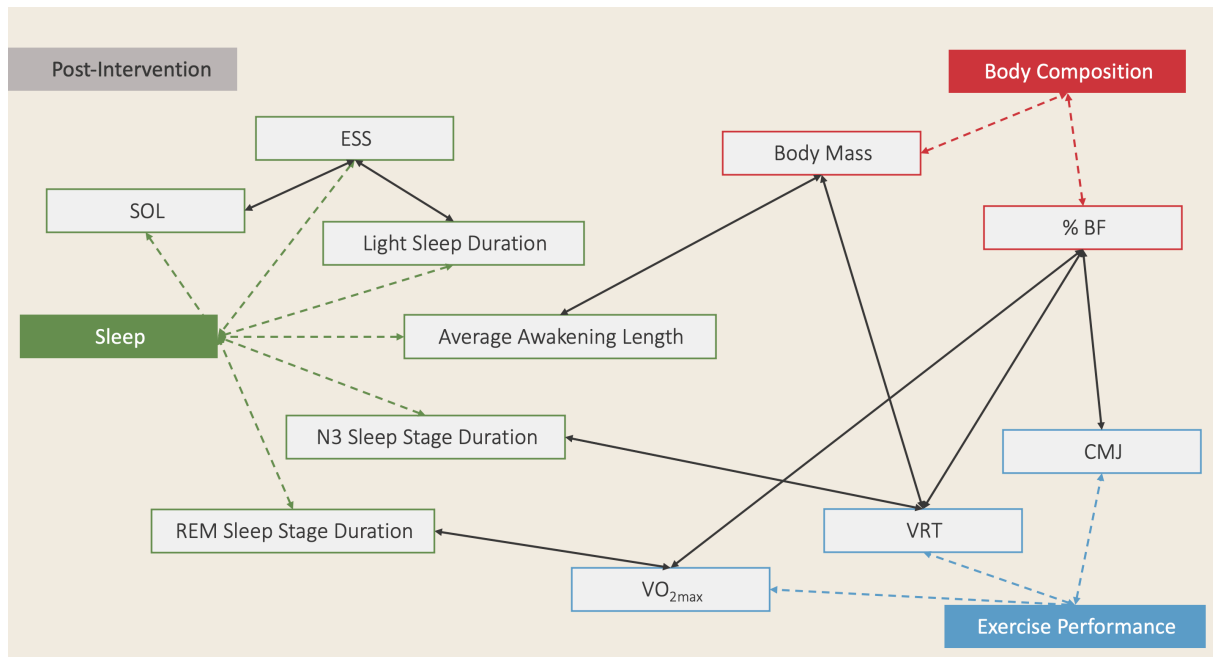 Post-Intervention
Body Composition
ESS
Body Mass
SOL
% BF
Light Sleep Duration
Sleep
Average Awakening Length
N3 Sleep Stage Duration
CMJ
REM Sleep Stage Duration
VRT
VO2max
Exercise Performance